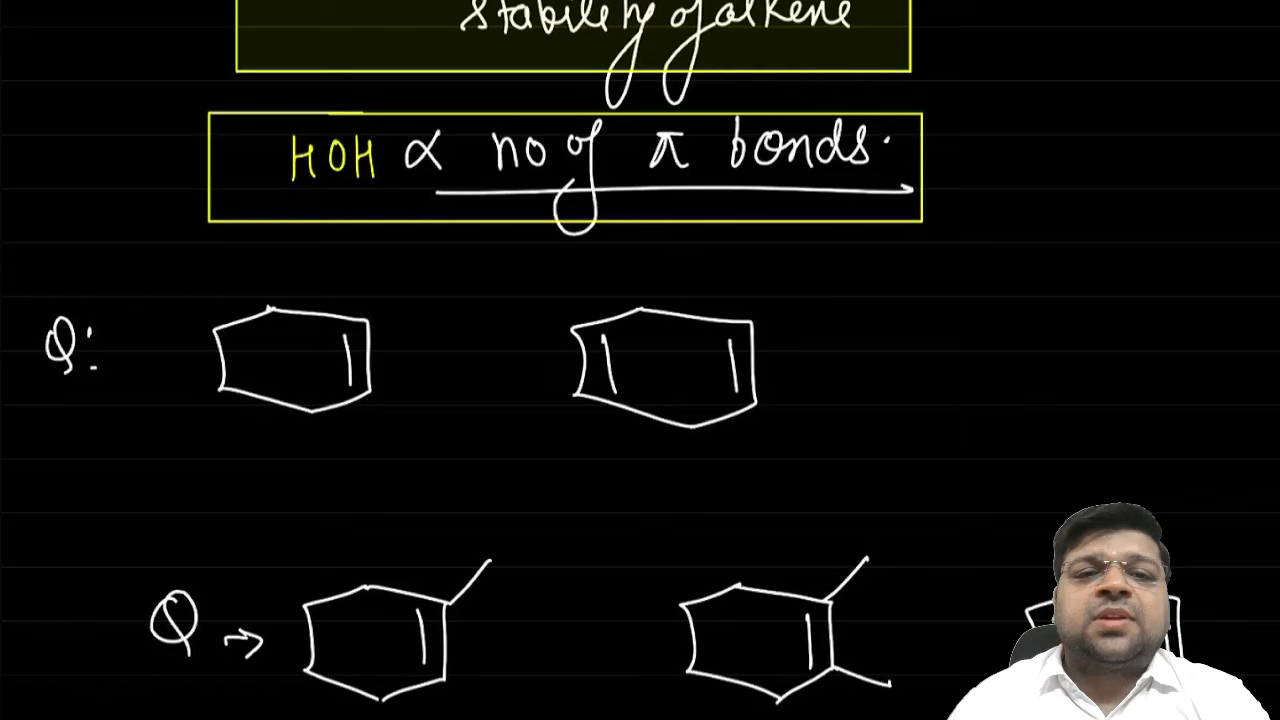 stability of alkene
HOH ∝ no of π bonds.
Q:
Q →